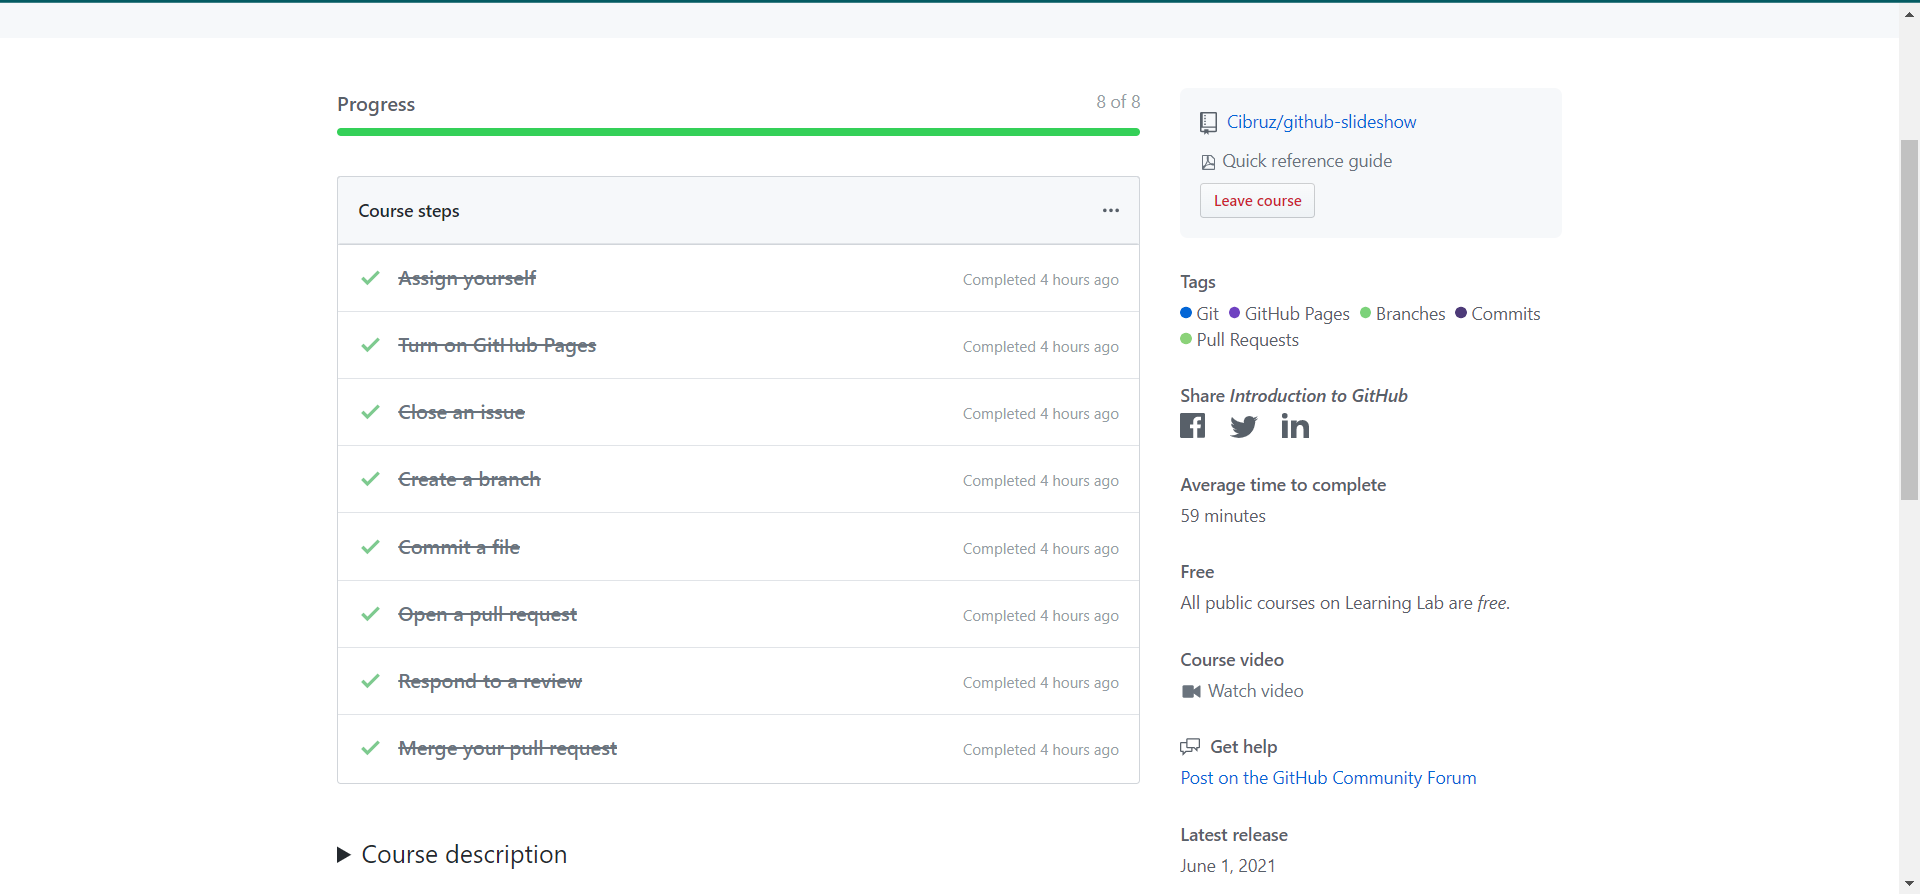 Progress
8 of 8
Course steps
Assign yourself
Completed 4 hours ago
Turn on GitHub Pages
Completed 4 hours ago
Close an issue
Completed 4 hours ago
Create a branch
Completed 4 hours ago
Commit a file
Completed 4 hours ago
Open a pull request
Completed 4 hours ago
Respond to a review
Completed 4 hours ago
Merge your pull request
Completed 4 hours ago
Course description
Cibruz/github-slideshow
Quick reference guide
Leave course
Tags
Git GitHub Pages Branches Commits
Pull Requests
Share Introduction to GitHub
Average time to complete
59 minutes
Free
All public courses on Learning Lab are free.
Course video
Watch video
Get help
Post on the GitHub Community Forum
Latest release
June 1, 2021